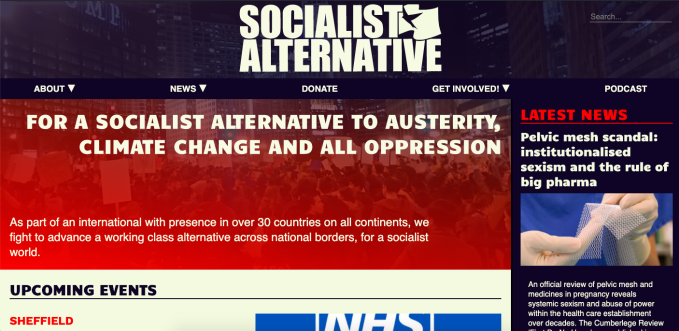 SOCIALIST
ALTERNATIVE
Search...
ABOUT ▼
NEWS ▼
DONATE
GET INVOLVED! ▼
PODCAST
FOR A SOCIALIST ALTERNATIVE TO AUSTERITY,
CLIMATE CHANGE AND ALL OPPRESSION
As part of an international with presence in over 30 countries on all continents, we
fight to advance a working class alternative across national borders, for a socialist
world.
UPCOMING EVENTS
SHEFFIELD
NHS
LATEST NEWS
Pelvic mesh scandal:
institutionalised
sexism and the rule of
big pharma
An official review of pelvic mesh and
medicines in pregnancy reveals
systemic sexism and abuse of power
within the health care establishment
over decades. The Cumberlege Review